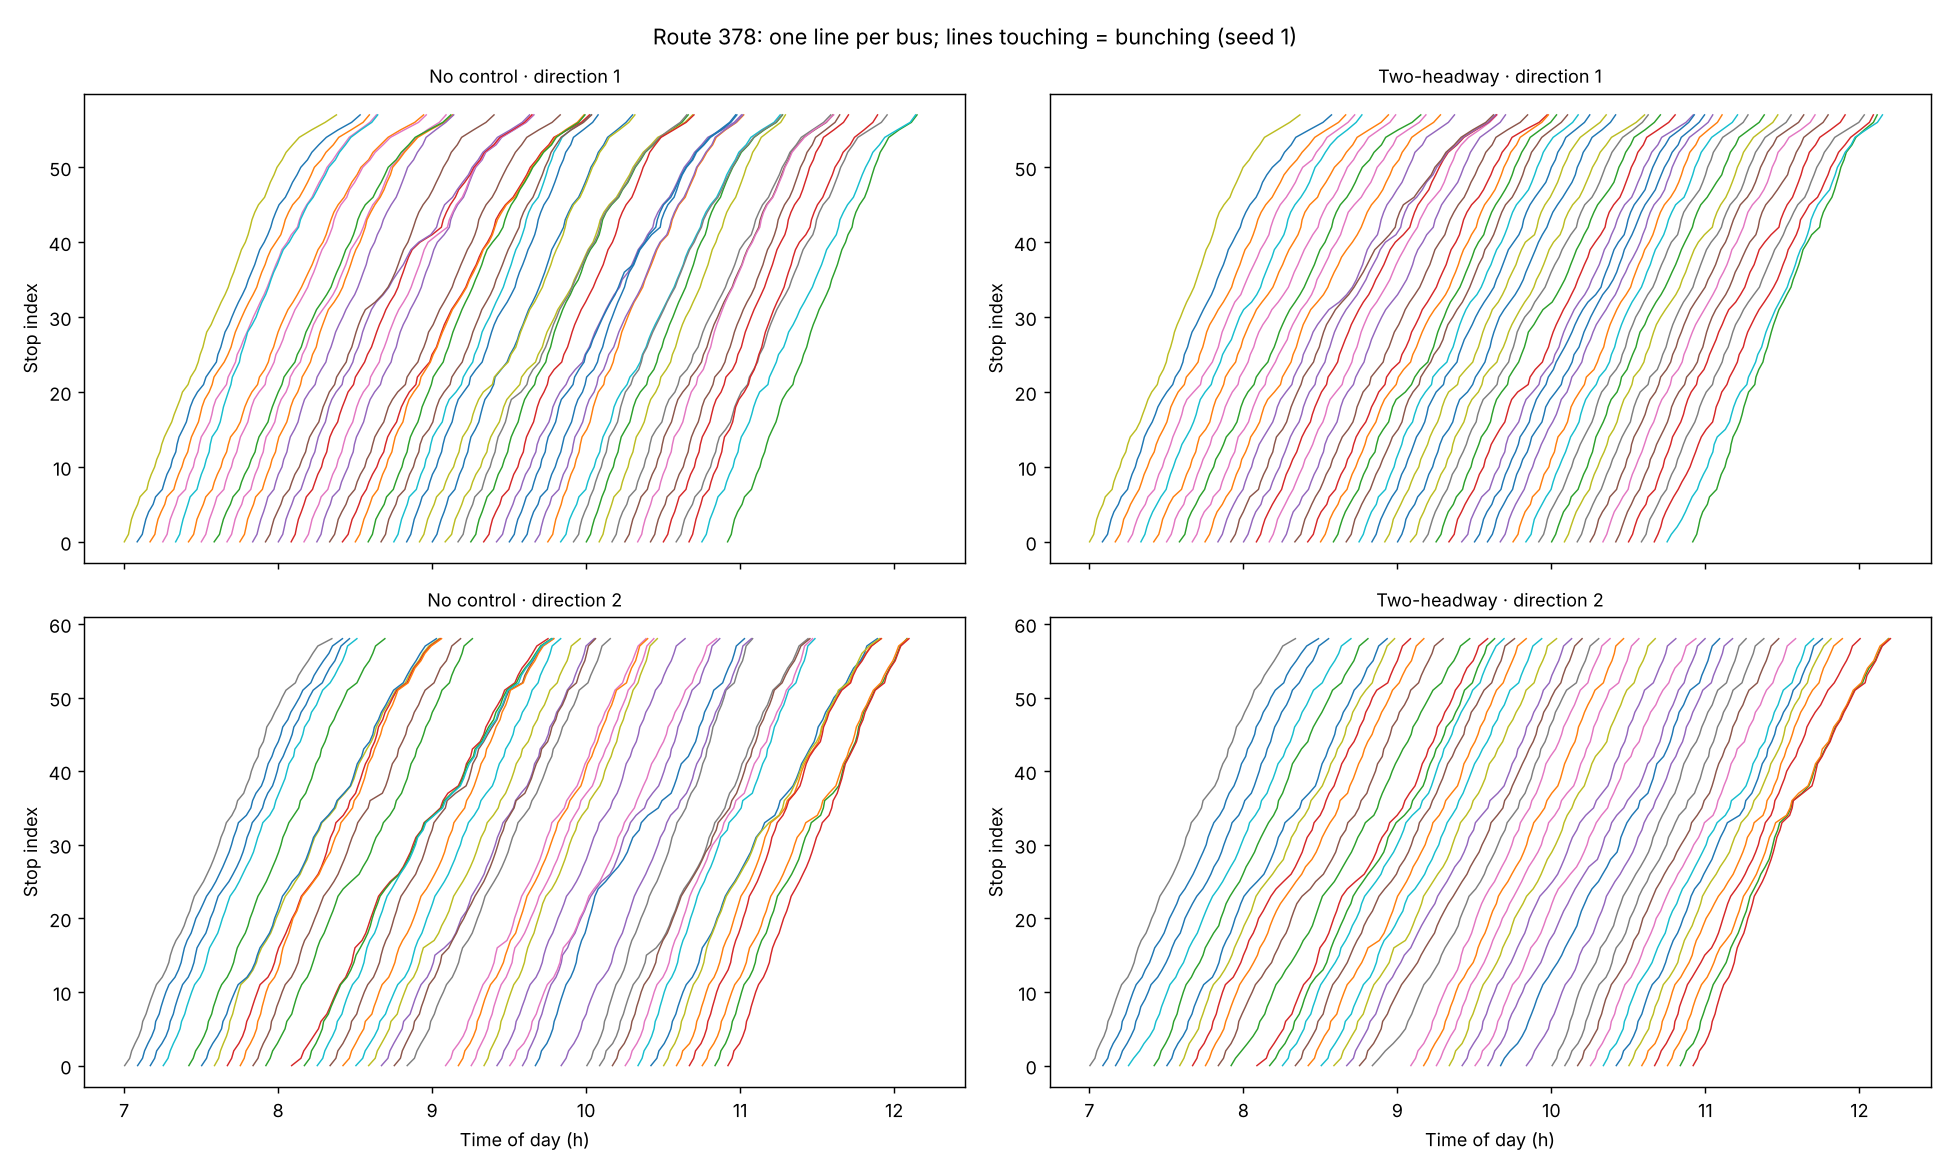 Route 378: one line per bus; lines touching = bunching (seed 1)
No control · direction 1
Two-headway · direction 1
Stop index
50
40
30
20
10
0
Stop index
50
40
30
20
10
0
No control · direction 2
Two-headway · direction 2
Stop index
60
50
40
30
20
10
0
7 8 9 10 11 12
Time of day (h)
Stop index
60
50
40
30
20
10
0
7 8 9 10 11 12
Time of day (h)